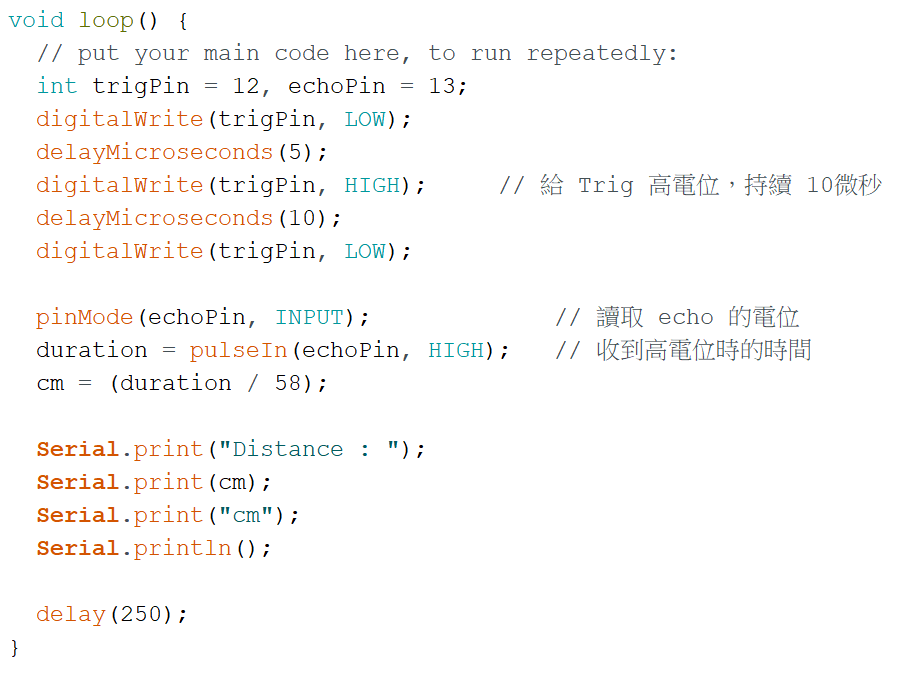 void loop() {
  // put your main code here, to run repeatedly:
  int trigPin = 12, echoPin = 13;
  digitalWrite(trigPin, LOW);
  delayMicroseconds(5);
  digitalWrite(trigPin, HIGH);     // 給 Trig 高電位，持續 10微秒
  delayMicroseconds(10);
  digitalWrite(trigPin, LOW);

  pinMode(echoPin, INPUT);             // 讀取 echo 的電位
  duration = pulseIn(echoPin, HIGH);   // 收到高電位時的時間
  cm = (duration / 58);

  Serial.print("Distance : ");
  Serial.print(cm);
  Serial.print("cm");
  Serial.println();

  delay(250);
}